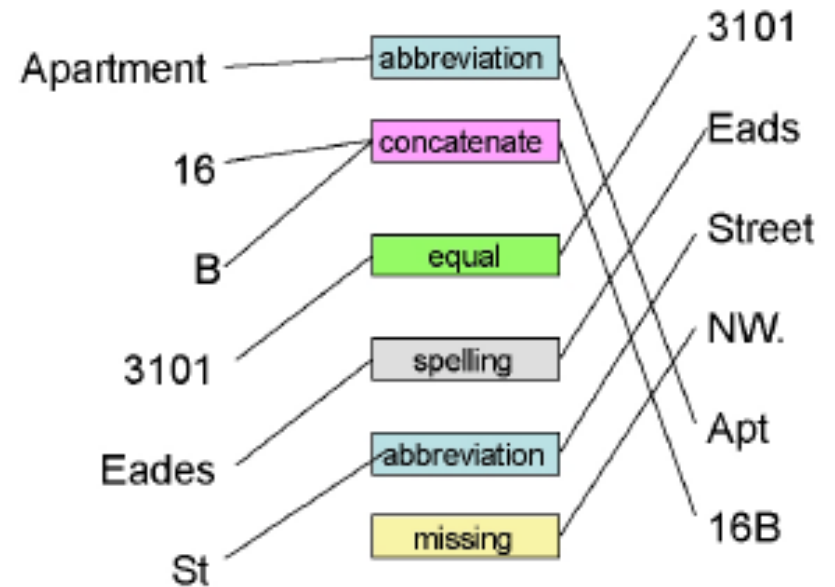 Apartment
16
B
3101
Eades
St
abbreviation
concatenate
equal
spelling
abbreviation
missing
3101
Eads
Street
NW.
Apt
16B